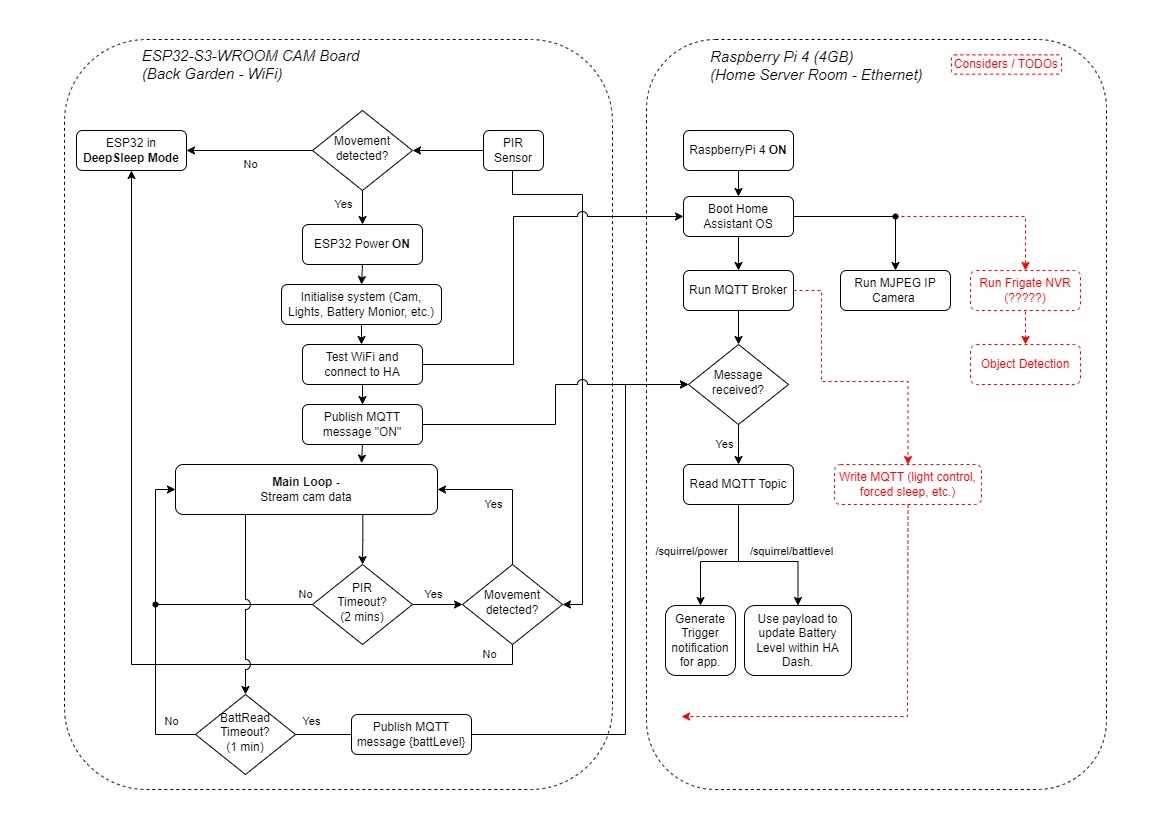 ESP32-S3-WROOM CAM Board
(Back Garden - WiFi)
ESP32 in
DeepSleep Mode
No
Movement
detected?
PIR
Sensor
Yes
ESP32 Power ON
Initialise system (Cam,
Lights, Battery Monior, etc.)
Test WiFi and
connect to HA
Publish MQTT
message "ON"
Main Loop -
Stream cam data
Yes
No
PIR
Timeout?
(2 mins)
Yes
Movement
detected?
No
No
BattRead
Timeout?
(1 min)
Yes
Publish MQTT
message {battLevel}
Raspberry Pi 4 (4GB)
(Home Server Room - Ethernet)
Considers / TODOs
RaspberryPi 4 ON
Boot Home
Assistant OS
Run MQTT Broker
Run MJPEG IP
Camera
Run Frigate NVR
(?????)
Object Detection
Message
received?
Yes
Read MQTT Topic
Write MQTT (light control,
forced sleep, etc.)
/squirrel/power
/squirrel/battlevel
Generate
Trigger
notification
for app.
Use payload to
update Battery
Level within HA
Dash.